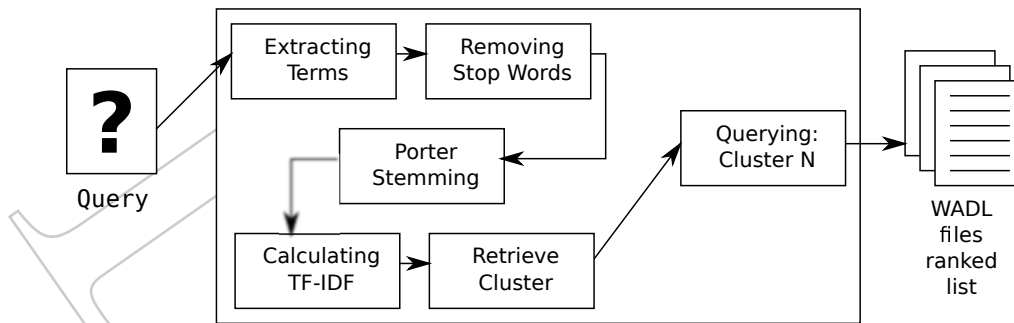 ?
Query
Extracting
Terms
Removing
Stop Words
Porter
Stemming
Calculating
TF-IDF
Retrieve
Cluster
Querying:
Cluster N
WADL
files
ranked
list